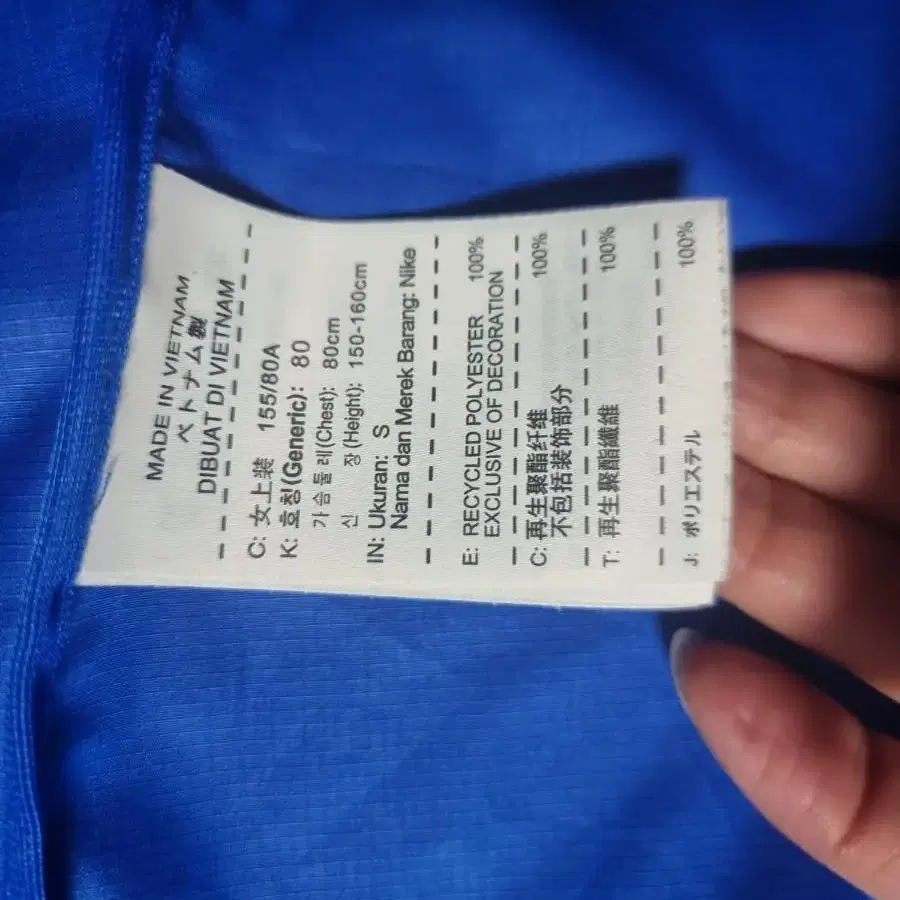 MADE IN VIETNAM
ベトナム製
DIBUAT DI VIETNAM
C: 女上装 155/80A
K: 호칭(Generic): 80
가슴둘레(Chest): 80cm
신 장 (Height): 150-160cm
IN: Ukuran: S
Nama dan Merek Barang: Nike
E: RECYCLED POLYESTER 100%
EXCLUSIVE OF DECORATION
C: 再生聚酯纤维 100%
不包括装饰部分
T: 再生聚酯纖維 100%
J: ポリエステル 100%